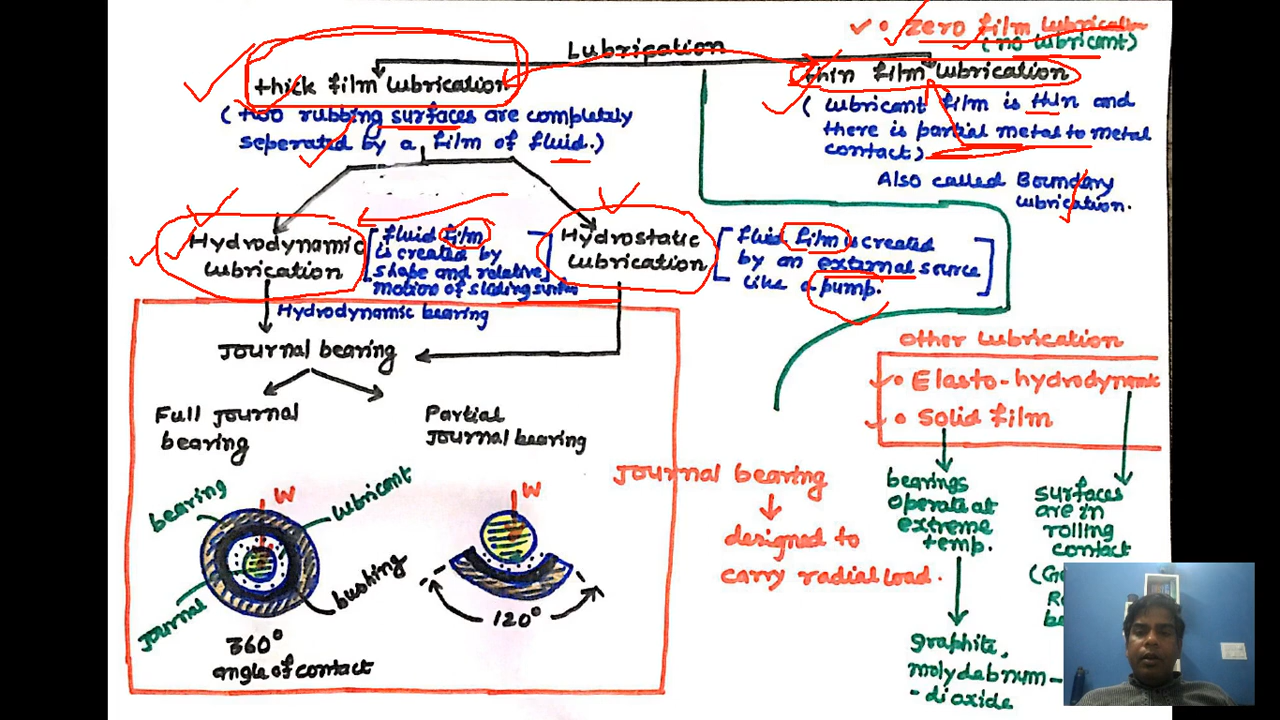 • Zero film lubrication
(no lubricant)
Lubrication
thick film lubrication
thin film lubrication
(two rubbing surfaces are completely
seperated by a film of fluid.)
(lubricant film is thin and
there is partial metal to metal
contact)
Also called Boundary
lubrication.
Hydrodynamic
lubrication
[fluid film
is created by
shape and relative
motion of sliding surfaces]
Hydrostatic
lubrication
[fluid film is created
by an external source
like a pump.]
Hydrodynamic bearing
Journal bearing
Full Journal
bearing
Partial
Journal bearing
bearing
W
lubricant
Journal
bushing
360°
angle of contact
W
120°
Journal bearing
designed to
carry radial load.
Other lubrication
• Elasto-hydrodynamic
• Solid film
bearings
operate at
extreme
temp.
graphite,
molydebnum-
-dioxide
surfaces
are in
rolling
contact